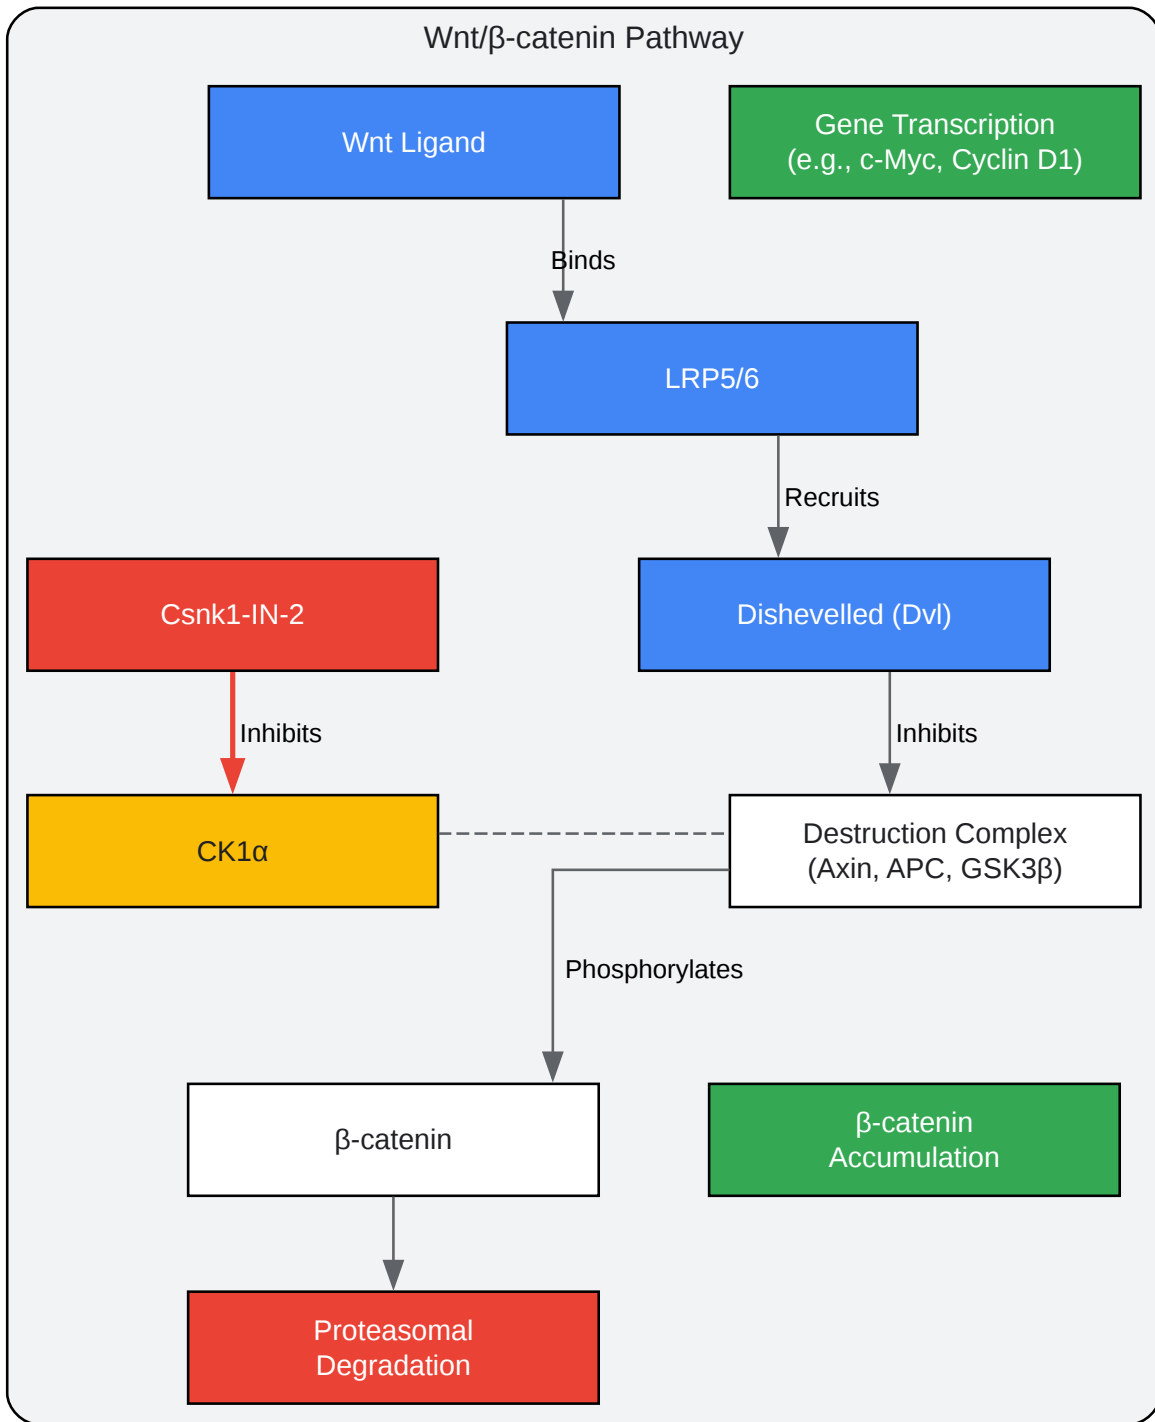 Wnt/β-catenin Pathway
Wnt Ligand
Gene Transcription
(e.g., c-Myc, Cyclin D1)
Binds
LRP5/6
Recruits
Csnk1-IN-2
Dishevelled (Dvl)
Inhibits
Inhibits
CK1α
Destruction Complex
(Axin, APC, GSK3β)
Phosphorylates
β-catenin
β-catenin
Accumulation
Proteasomal
Degradation